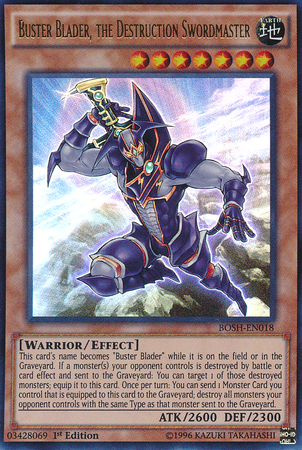 BUSTER BLADER, THE DESTRUCTION SWORDMASTER
EARTH
地
BOSH-EN018
[WARRIOR/EFFECT]
This card's name becomes "Buster Blader" while it is on the field or in the
Graveyard. If a monster(s) your opponent controls is destroyed by battle or
card effect and sent to the Graveyard: You can target 1 of those destroyed
monsters; equip it to this card. Once per turn: You can send 1 Monster Card you
control that is equipped to this card to the Graveyard; destroy all monsters your
opponent controls with the same Type as that monster sent to the Graveyard.
ATK/2600 DEF/2300
03428069 1st Edition ©1996 KAZUKI TAKAHASHI